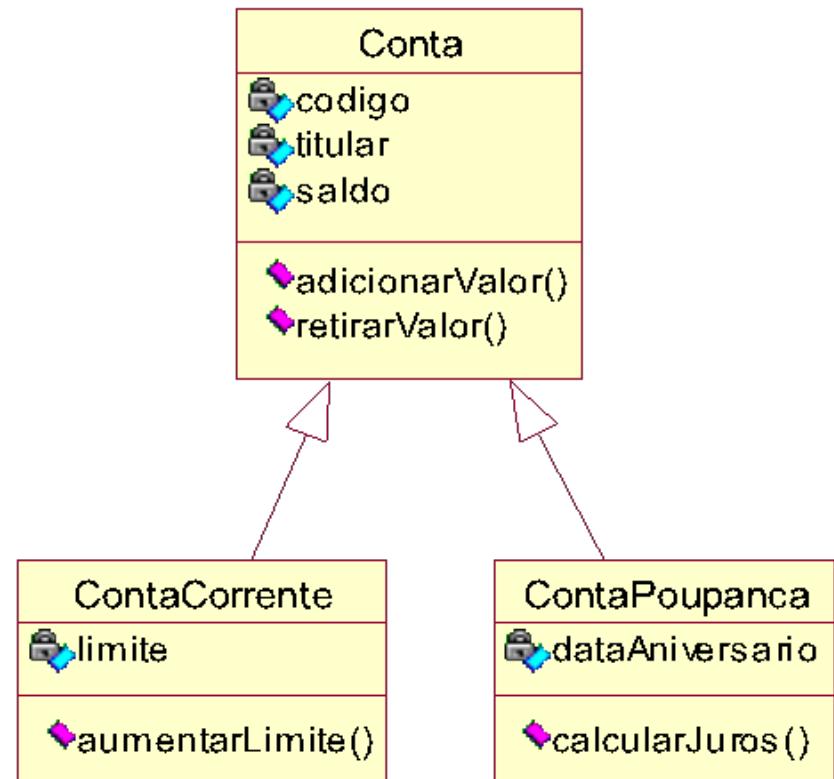 Conta
codigo
titular
saldo
adicionarValor()
retirarValor()
ContaCorrente
limite
aumentarLimite()
ContaPoupanca
dataAniversario
calcularJuros()